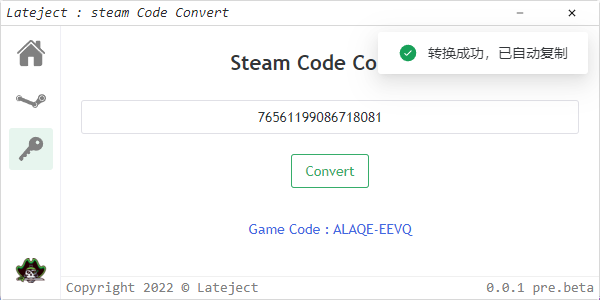 Lateject : steam Code Convert
转换成功，已自动复制
Steam Code Co
76561199086718081
Convert
Game Code : ALAQE-EEVQ
Copyright 2022 © Lateject
0.0.1 pre.beta